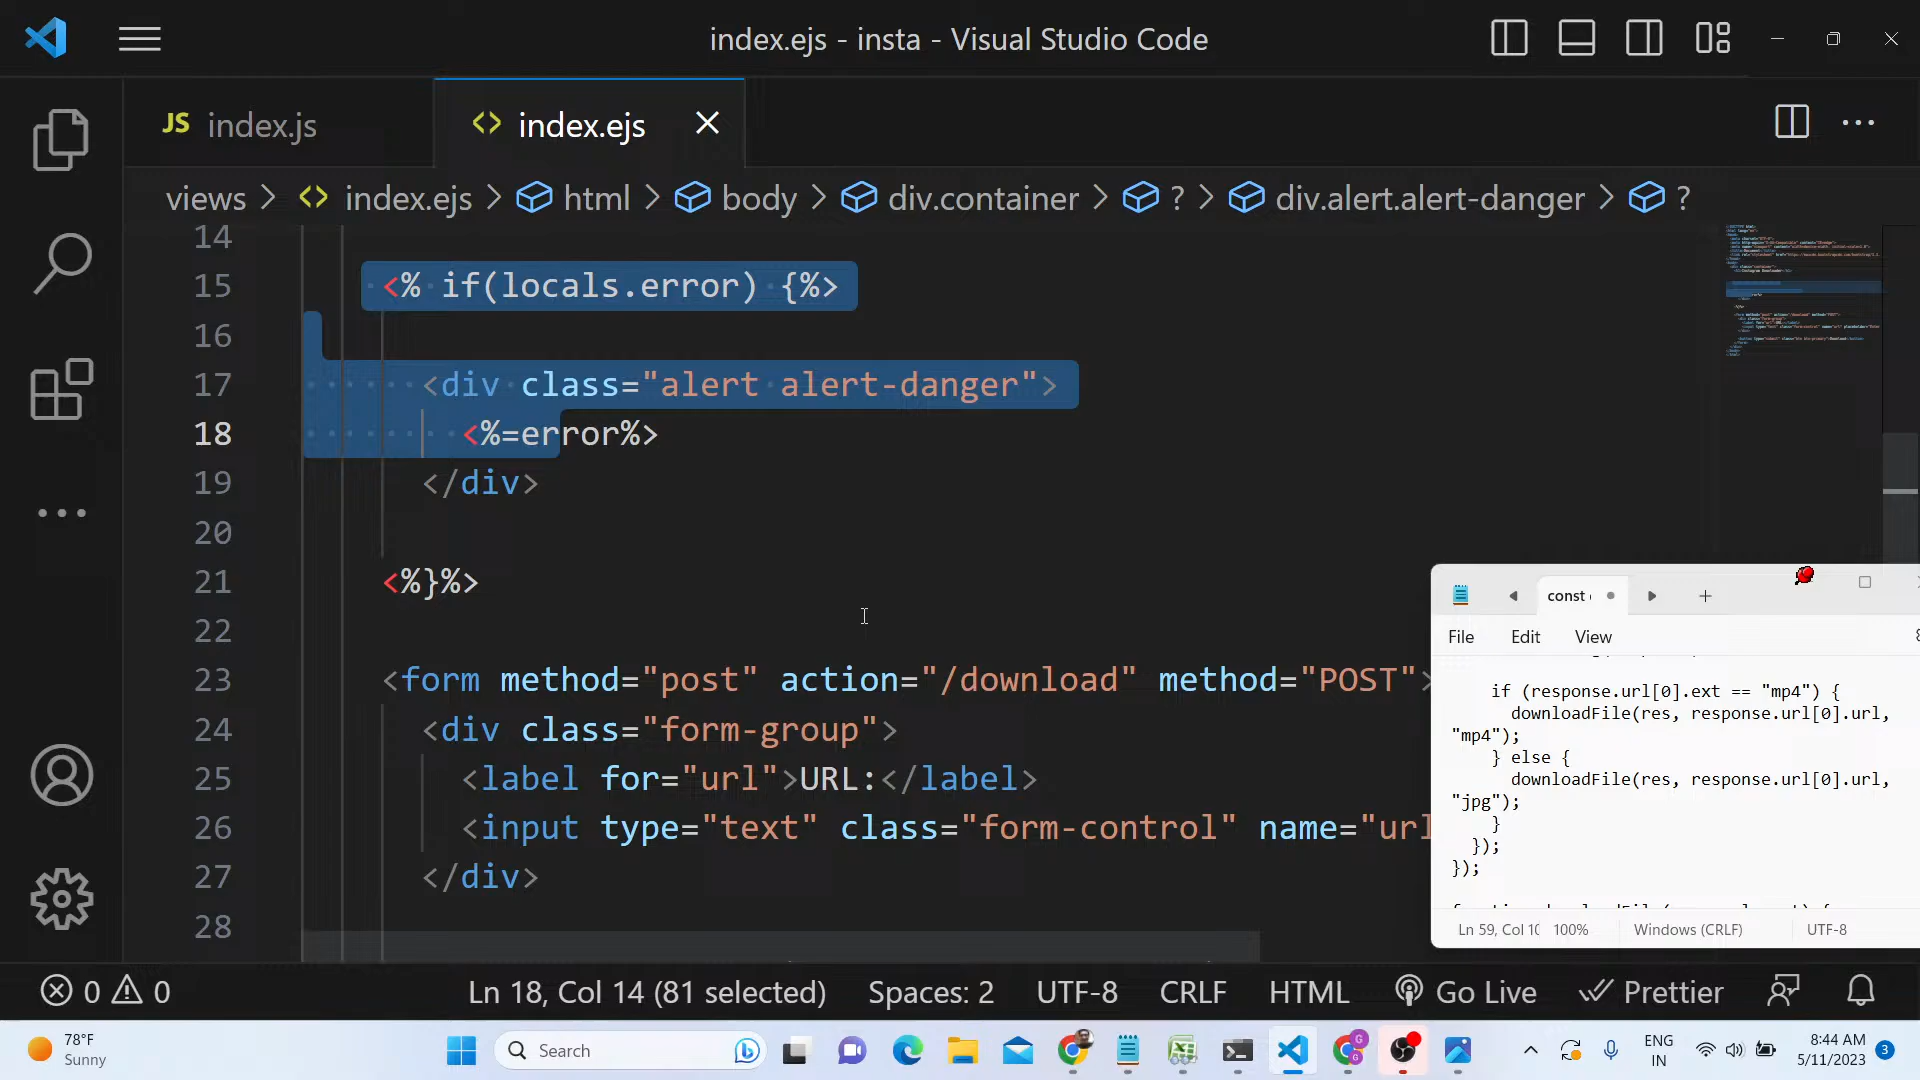 index.ejs - insta - Visual Studio Code
JS index.js
index.ejs
views > index.ejs > html > body > div.container > ? > div.alert.alert-danger > ?
14
15 <% if(locals.error) {%>
16
17 <div class="alert alert-danger">
18 <%=error%>
19 </div>
20
21 <%}%>
22
23 <form method="post" action="/download" method="POST">
24 <div class="form-group">
25 <label for="url">URL:</label>
26 <input type="text" class="form-control" name="url
27 </div>
28
const
File Edit View
if (response.url[0].ext == "mp4") {
downloadFile(res, response.url[0].url,
"mp4");
} else {
downloadFile(res, response.url[0].url,
"jpg");
}
});
});
Ln 59, Col 10 100% Windows (CRLF) UTF-8
0 0 Ln 18, Col 14 (81 selected) Spaces: 2 UTF-8 CRLF HTML Go Live Prettier
78°F
Sunny
Search
ENG
IN
8:44 AM
5/11/2023
3